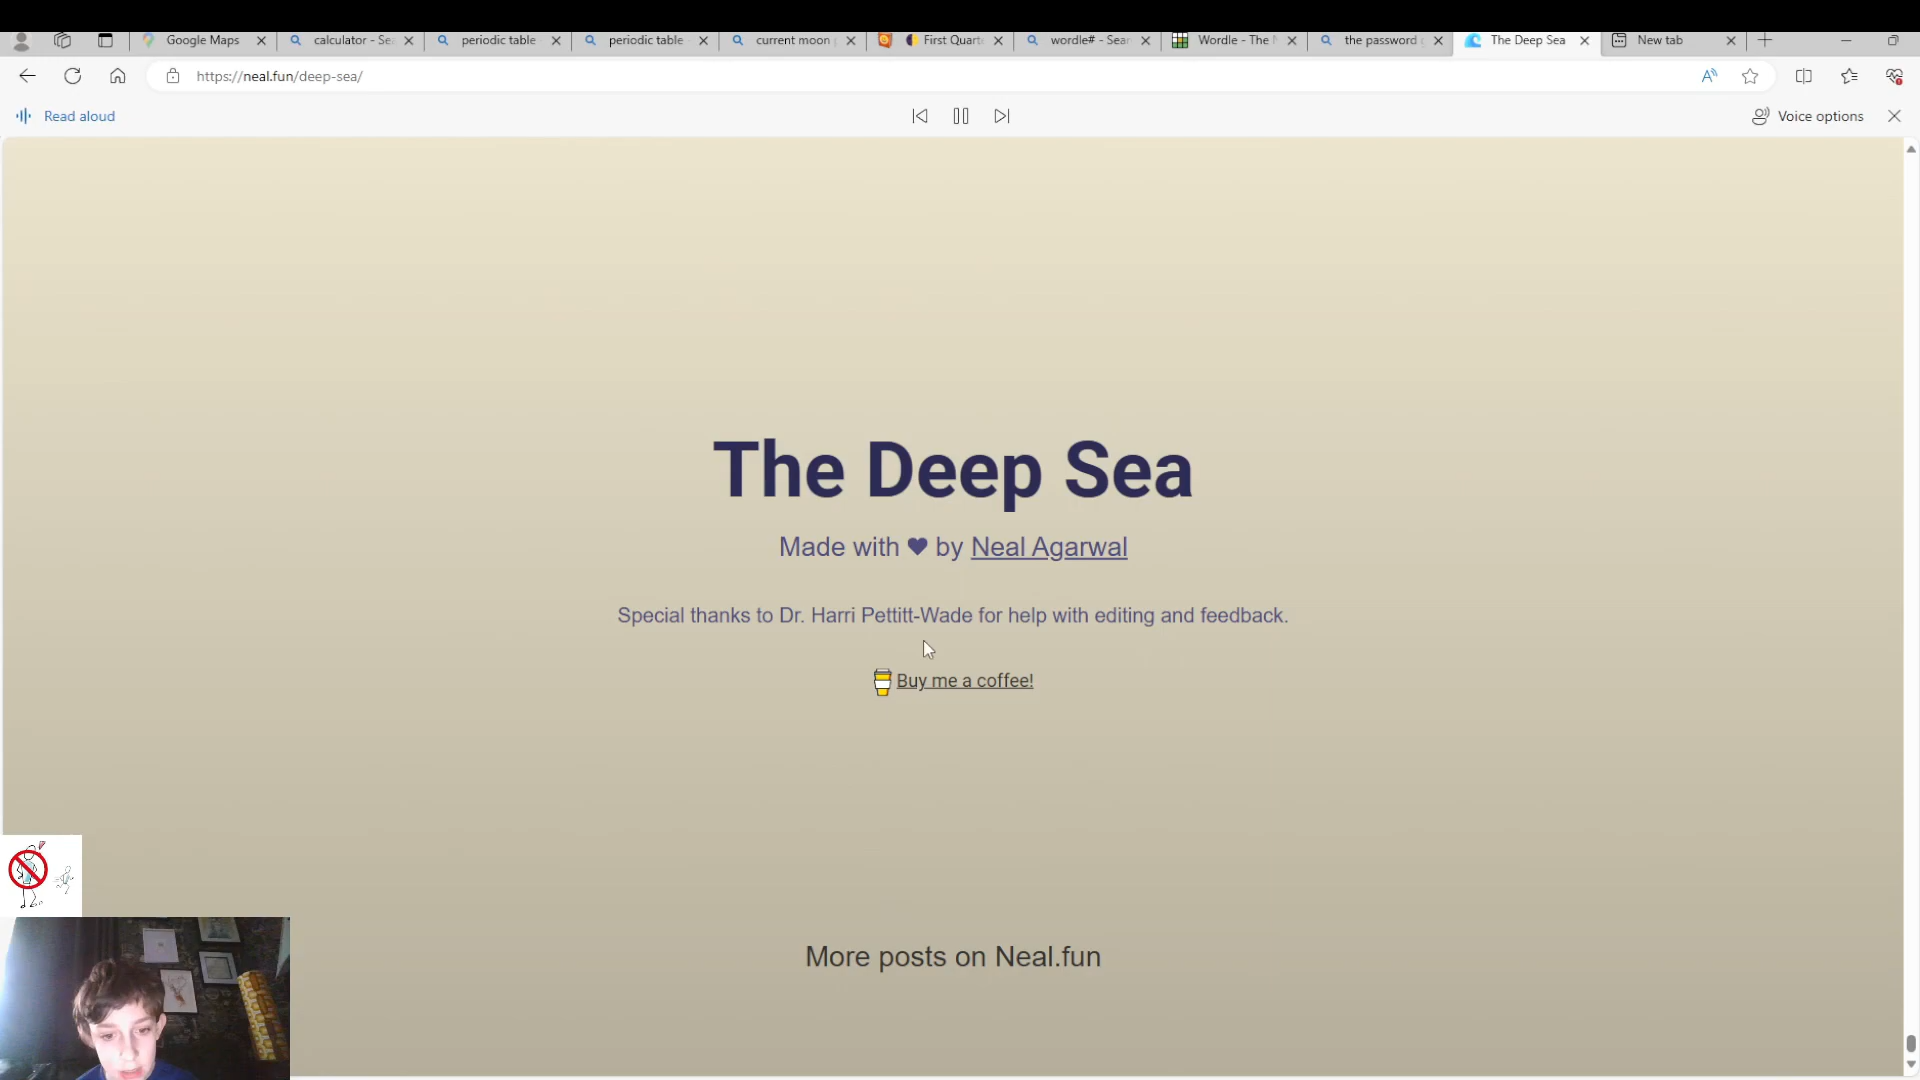 Google Maps
calculator - Sea
periodic table
periodic table
current moon
First Quarte
wordle# - Sear
Wordle - The N
the password g
The Deep Sea
New tab
https://neal.fun/deep-sea/
Read aloud
Voice options
The Deep Sea
Made with ♥ by Neal Agarwal
Special thanks to Dr. Harri Pettitt-Wade for help with editing and feedback.
Buy me a coffee!
More posts on Neal.fun